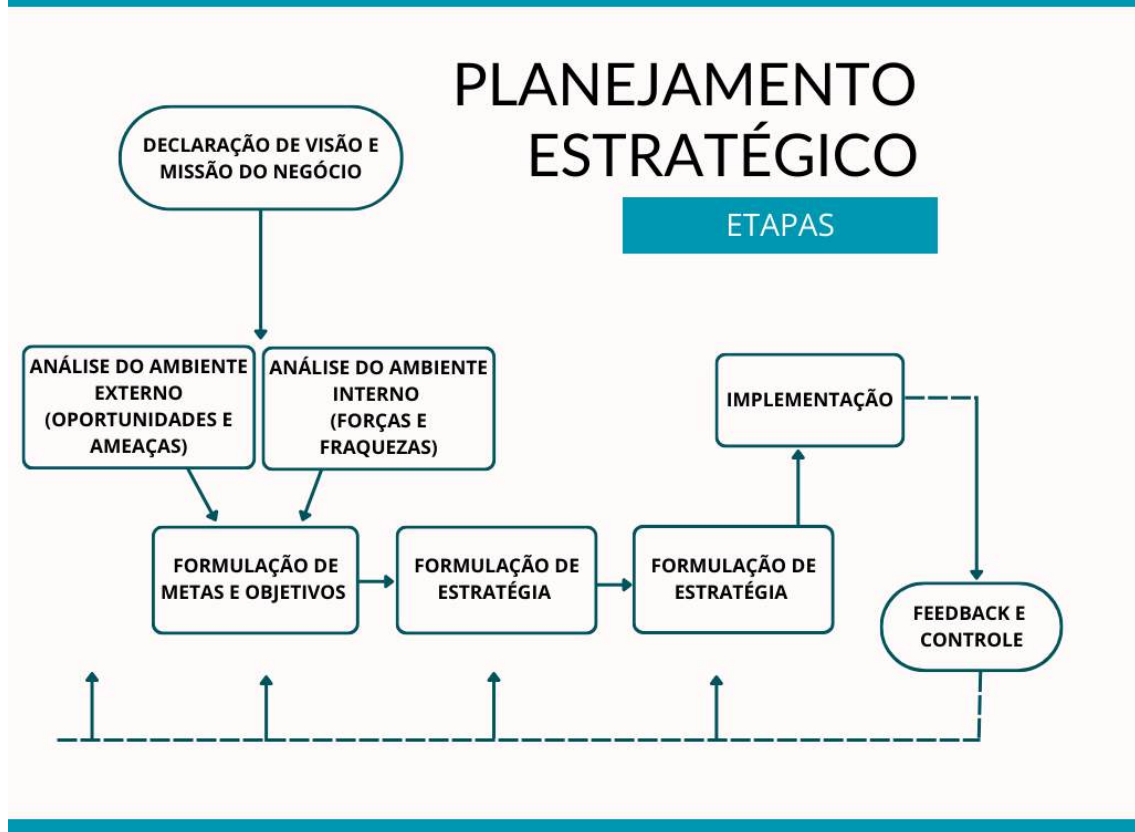 PLANEJAMENTO
ESTRATÉGICO
ETAPAS
DECLARAÇÃO DE VISÃO E
MISSÃO DO NEGÓCIO
ANÁLISE DO AMBIENTE
EXTERNO
(OPORTUNIDADES E
AMEAÇAS)
ANÁLISE DO AMBIENTE
INTERNO
(FORÇAS E
FRAQUEZAS)
FORMULAÇÃO DE
METAS E OBJETIVOS
FORMULAÇÃO DE
ESTRATÉGIA
FORMULAÇÃO DE
ESTRATÉGIA
IMPLEMENTAÇÃO
FEEDBACK E
CONTROLE